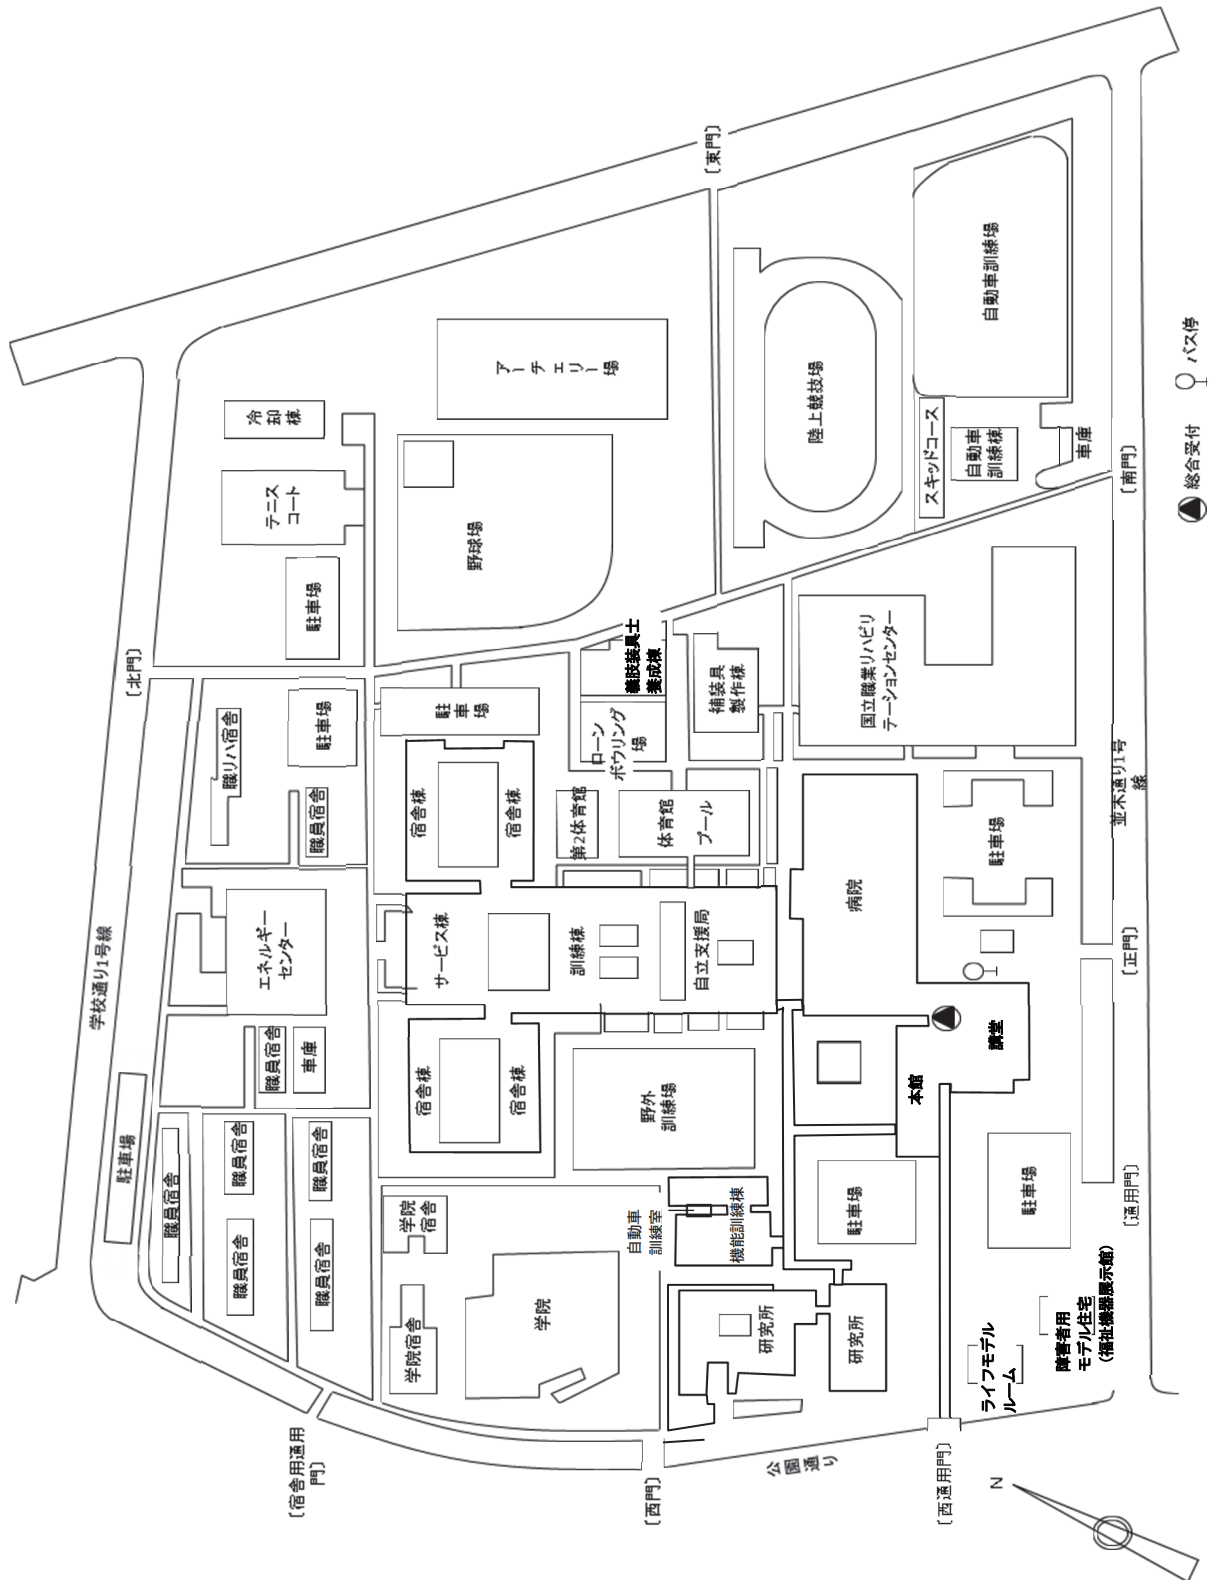 学校通り1号線
〔北門〕
〔東門〕
冷却
棟
テニス
コート
駐車場
アーチェリー場
野球場
陸上競技場
自動車訓練場
スキッドコース
自動車
訓練棟
車庫
〔南門〕
職リハ宿舎
駐車場
職員宿舎
駐車場
義肢装具士
養成棟
ローン
ボウリング
場
補装具
製作棟
国立職業リハビリ
テーションセンター
並木通り1号
線
エネルギー
センター
宿舎棟
宿舎棟
第2体育館
体育館
プール
サービス棟
訓練棟
自立支援局
病院
駐車場
〔正門〕
駐車場
職員宿舎
車庫
宿舎棟
宿舎棟
野外
訓練場
本館
講堂
職員宿舎
職員宿舎
職員宿舎
職員宿舎
職員宿舎
学院
宿舎
学院宿舎
学院
自動車
訓練室
機能訓練棟
駐車場
駐車場
〔通用門〕
研究所
研究所
ライフモデル
ルーム
障害者用
モデル住宅
(福祉機器展示館)
〔宿舎用通用
門〕
〔西門〕
公園通り
〔西通用門〕
N
総合受付
バス停